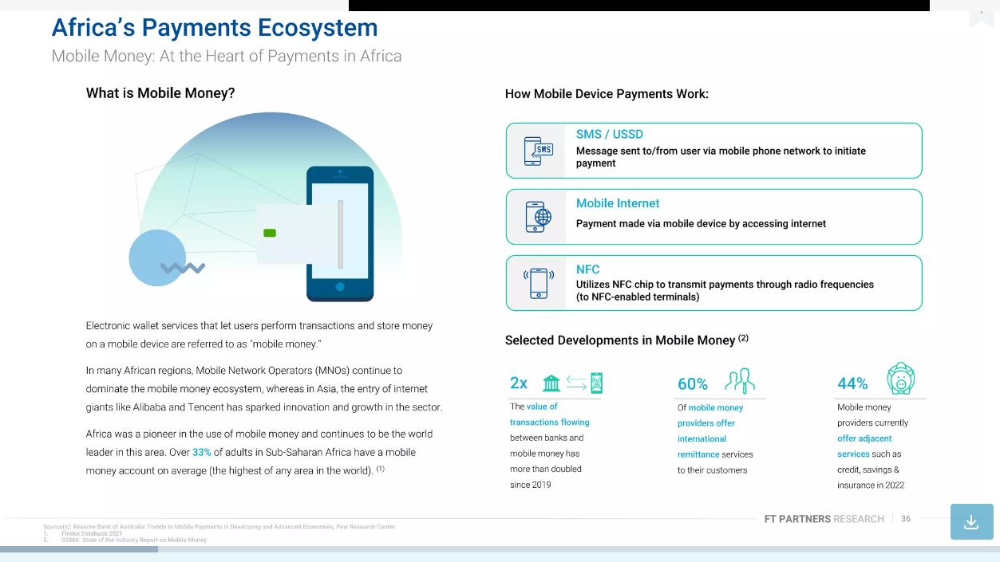 Africa's Payments Ecosystem
Mobile Money: At the Heart of Payments in Africa
What is Mobile Money?
Electronic wallet services that let users perform transactions and store money
on a mobile device are referred to as "mobile money."
In many African regions, Mobile Network Operators (MNOs) continue to
dominate the mobile money ecosystem, whereas in Asia, the entry of internet
giants like Alibaba and Tencent has sparked innovation and growth in the sector.
Africa was a pioneer in the use of mobile money and continues to be the world
leader in this area. Over 33% of adults in Sub-Saharan Africa have a mobile
money account on average (the highest of any area in the world). (1)
How Mobile Device Payments Work:
SMS / USSD
SMS
Message sent to/from user via mobile phone network to initiate
payment
Mobile Internet
Payment made via mobile device by accessing internet
NFC
Utilizes NFC chip to transmit payments through radio frequencies
(to NFC-enabled terminals)
Selected Developments in Mobile Money (2)
2x
The value of
transactions flowing
between banks and
mobile money has
more than doubled
since 2019
60%
Of mobile money
providers offer
international
remittance services
to their customers
44%
Mobile money
providers currently
offer adjacent
services such as
credit, savings &
insurance in 2022
Source(s): Reserve Bank of Australia: Trends in Mobile Payments in Developing and Advanced Economies, Pew Research Center
1. Findex Database 2021
2. GSMA: State of the Industry Report on Mobile Money
FT PARTNERS RESEARCH 36